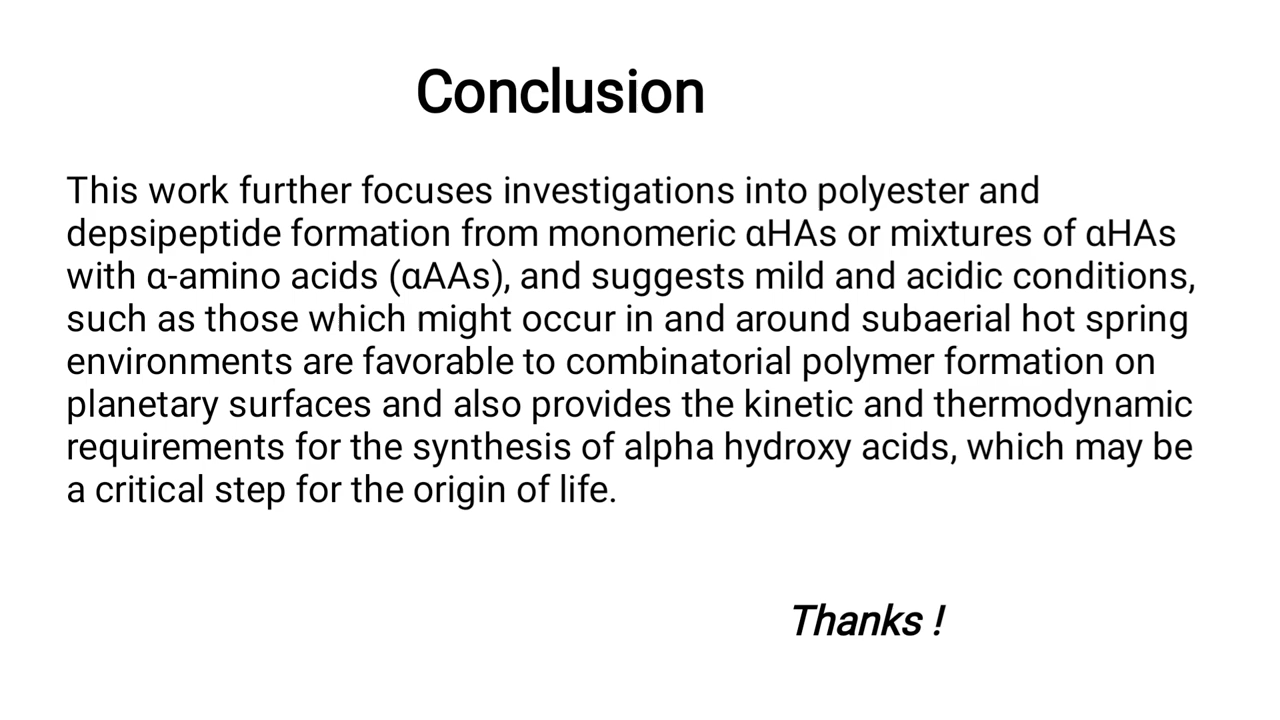 Conclusion
This work further focuses investigations into polyester and
depsipeptide formation from monomeric αHAs or mixtures of αHAs
with α-amino acids (αAAs), and suggests mild and acidic conditions,
such as those which might occur in and around subaerial hot spring
environments are favorable to combinatorial polymer formation on
planetary surfaces and also provides the kinetic and thermodynamic
requirements for the synthesis of alpha hydroxy acids, which may be
a critical step for the origin of life.
Thanks !